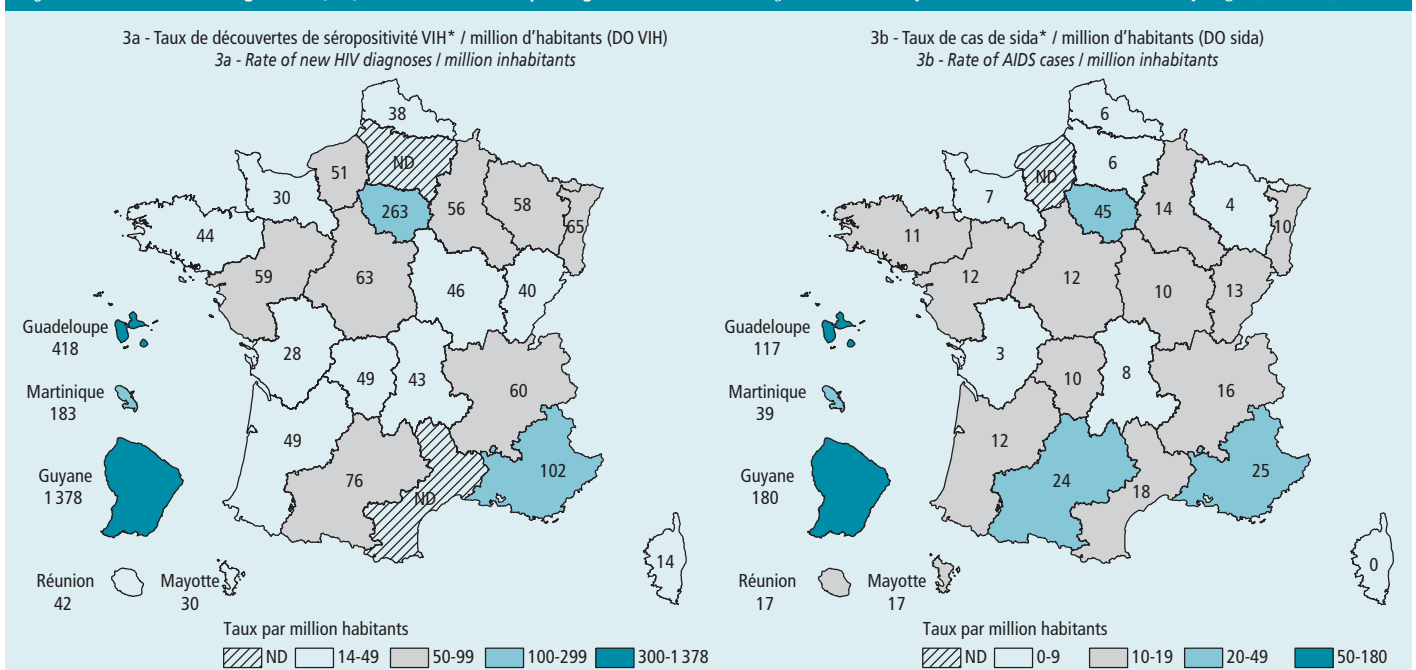 3a - Taux de découvertes de séropositivité VIH* / million d’habitants (DO VIH)
3a - Rate of new HIV diagnoses / million inhabitants
38
ND
51
30
263
56
58
65
44
59
63
46
40
Guadeloupe
418
28
49
43
60
Martinique
183
49
76
ND
102
Guyane
1 378
14
Réunion
42
Mayotte
30
Taux par million habitants
ND 14-49 50-99 100-299 300-1 378
3b - Taux de cas de sida* / million d’habitants (DO sida)
3b - Rate of AIDS cases / million inhabitants
6
6
ND
7
45
14
4
10
11
12
12
10
13
Guadeloupe
117
3
10
8
16
Martinique
39
12
24
18
25
Guyane
180
0
Réunion
17
Mayotte
17
Taux par million habitants
ND 0-9 10-19 20-49 50-180